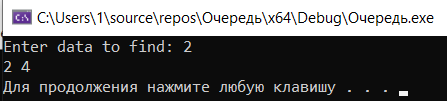 C:\Users\1\source\repos\Очередь\x64\Debug\Очередь.exe
Enter data to find: 2
2 4
Для продолжения нажмите любую клавишу . . .